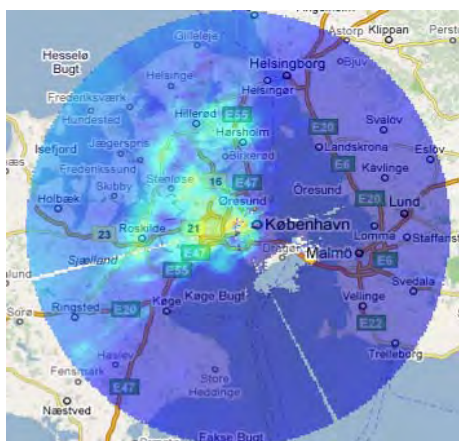 Gilleleje
Astorp
Klippan
Helsingborg
Bjuv
Hesselø
Bugt
Helsinge
Helsingør
Frederiksværk
Hundested
Hillerød
E55
Hørsholm
E20
Svaløv
Landskrona
Isefjord
Jægerspris
Birkerød
E6
Eslöv
Frederikssund
Stenløse
16
E47
Kävlinge
Skibby
Øresund
Öresund
E20
Holbæk
Lund
23
Roskilde
21
København
Lomma
Staffanst
Sjælland
E47
Dragør
Malmö
E6
E55
Svedala
Køge
Køge Bugt
Vellinge
E20
Ringsted
Sorø
E22
Trelleborg
Haslev
Fensmark
Store
Heddinge
E47
Næstved
Fakse Bugt